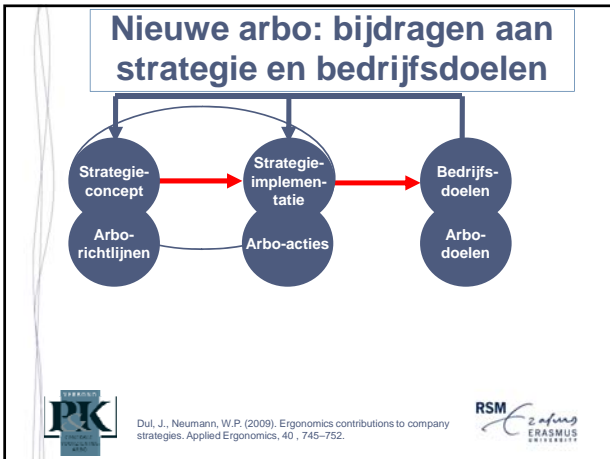 Nieuwe arbo: bijdragen aan
strategie en bedrijfsdoelen
Strategie-
concept
Strategie-
implemen-
tatie
Bedrijfs-
doelen
Arbo-
richtlijnen
Arbo-acties
Arbo-
doelen
P&K
Dul, J., Neumann, W.P. (2009). Ergonomics contributions to company
strategies. Applied Ergonomics, 40 , 745–752.
RSM
ERASMUS
UNIVERSITY